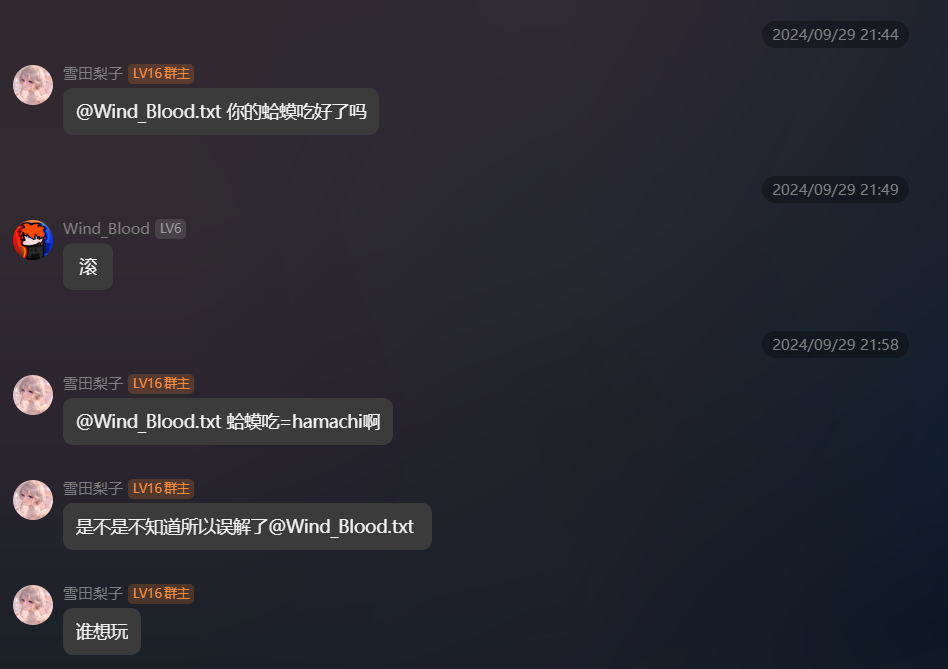 2024/09/29 21:44
雪田梨子 LV16 群主
@Wind_Blood.txt 你的蛤蟆吃好了吗
2024/09/29 21:49
Wind_Blood LV6
滚
2024/09/29 21:58
雪田梨子 LV16 群主
@Wind_Blood.txt 蛤蟆吃=hamachi啊
雪田梨子 LV16 群主
是不是不知道所以误解了@Wind_Blood.txt
雪田梨子 LV16 群主
谁想玩